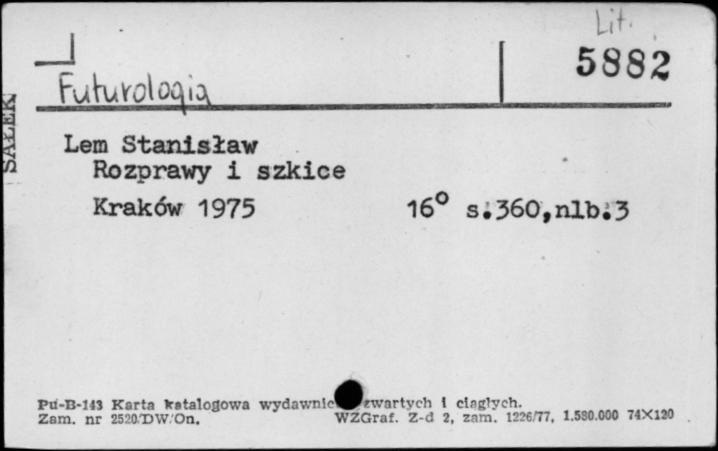 Lit.
5882
Futurologia
SAŁEK
Lem Stanisław
Rozprawy i szkice
Kraków 1975 16° s.360,nlb.3
Pu-B-143 Karta katalogowa wydawnic zwartych i ciągłych.
Zam. nr 2520/DW/On. WZGraf. Z-d 2, zam. 1226/77, 1.580.000 74X120